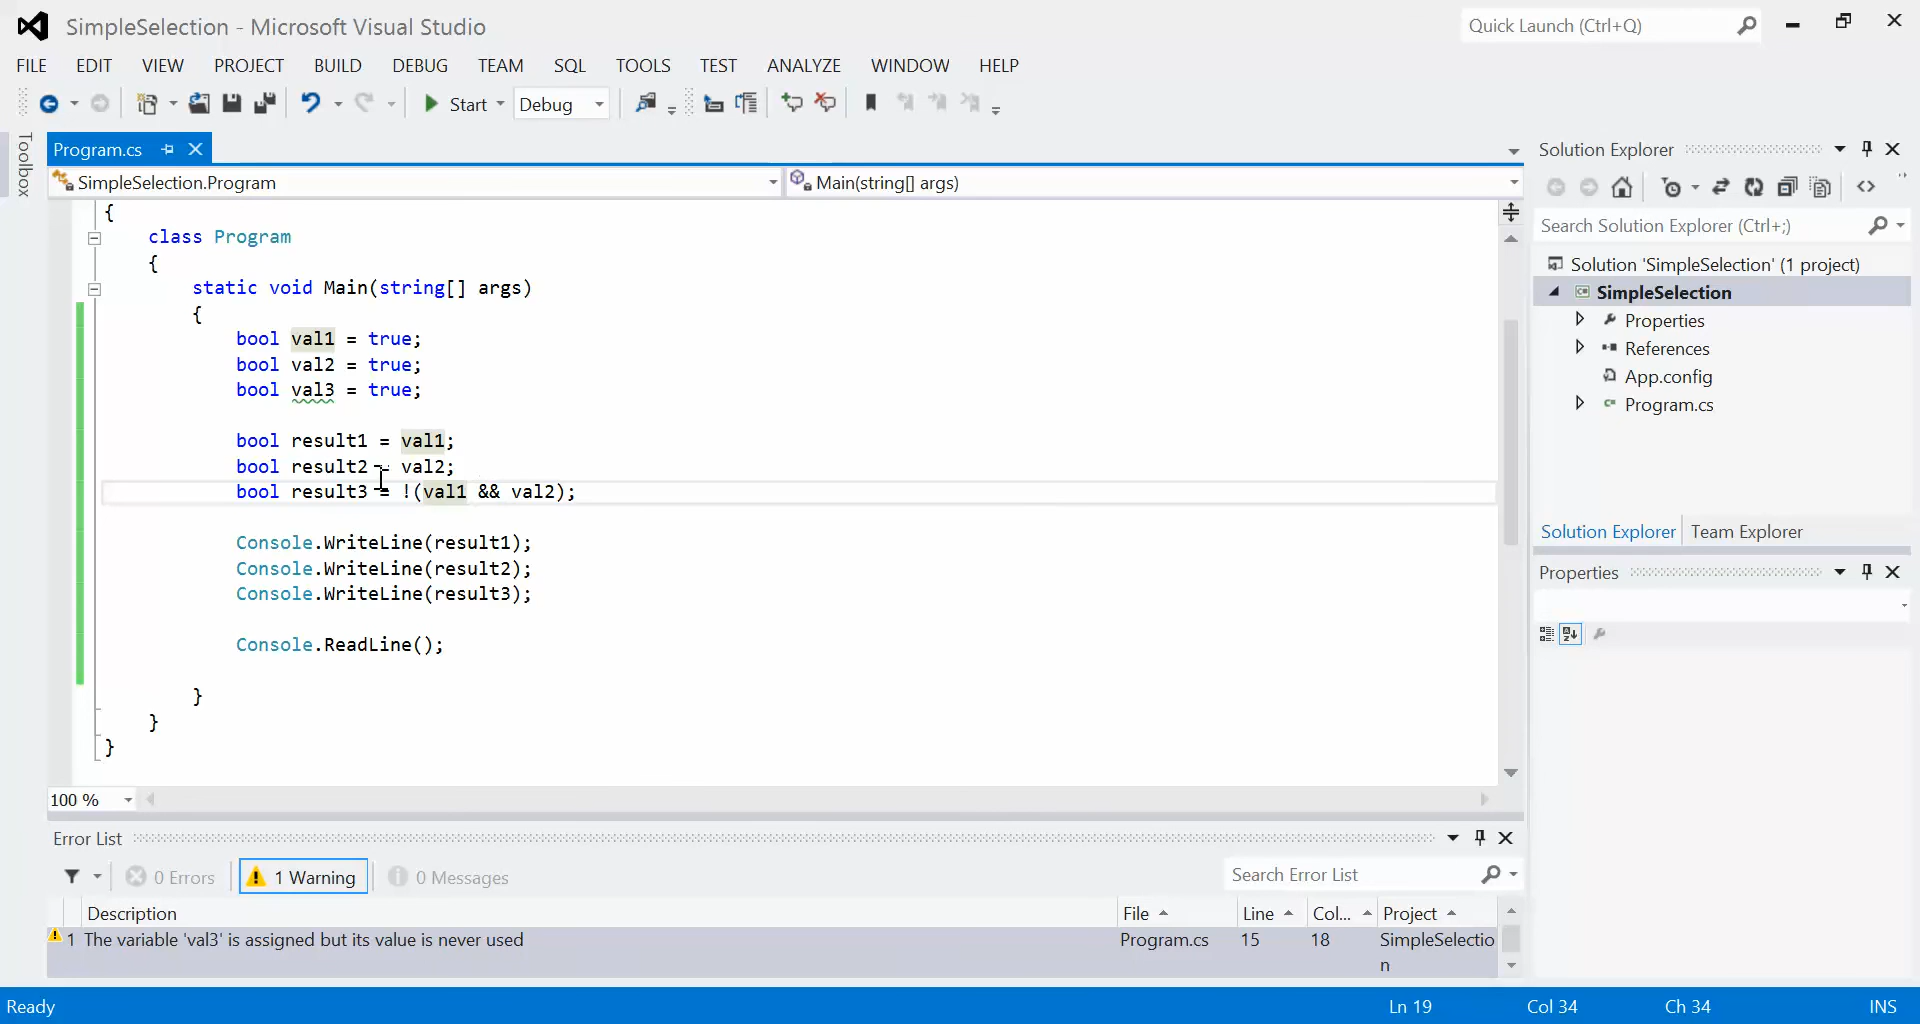 SimpleSelection - Microsoft Visual Studio
Quick Launch (Ctrl+Q)
FILE EDIT VIEW PROJECT BUILD DEBUG TEAM SQL TOOLS TEST ANALYZE WINDOW HELP
Start Debug
Toolbox
Program.cs
SimpleSelection.Program
Main(string[] args)
{
class Program
{
static void Main(string[] args)
{
bool val1 = true;
bool val2 = true;
bool val3 = true;
bool result1 = val1;
bool result2 = val2;
bool result3 = !(val1 && val2);
Console.WriteLine(result1);
Console.WriteLine(result2);
Console.WriteLine(result3);
Console.ReadLine();
}
}
}
100 %
Solution Explorer
Search Solution Explorer (Ctrl+;)
Solution 'SimpleSelection' (1 project)
SimpleSelection
Properties
References
App.config
Program.cs
Solution Explorer Team Explorer
Properties
Error List
0 Errors 1 Warning 0 Messages
Search Error List
Description File Line Col... Project
1 The variable 'val3' is assigned but its value is never used Program.cs 15 18 SimpleSelectio
n
Ready Ln 19 Col 34 Ch 34 INS